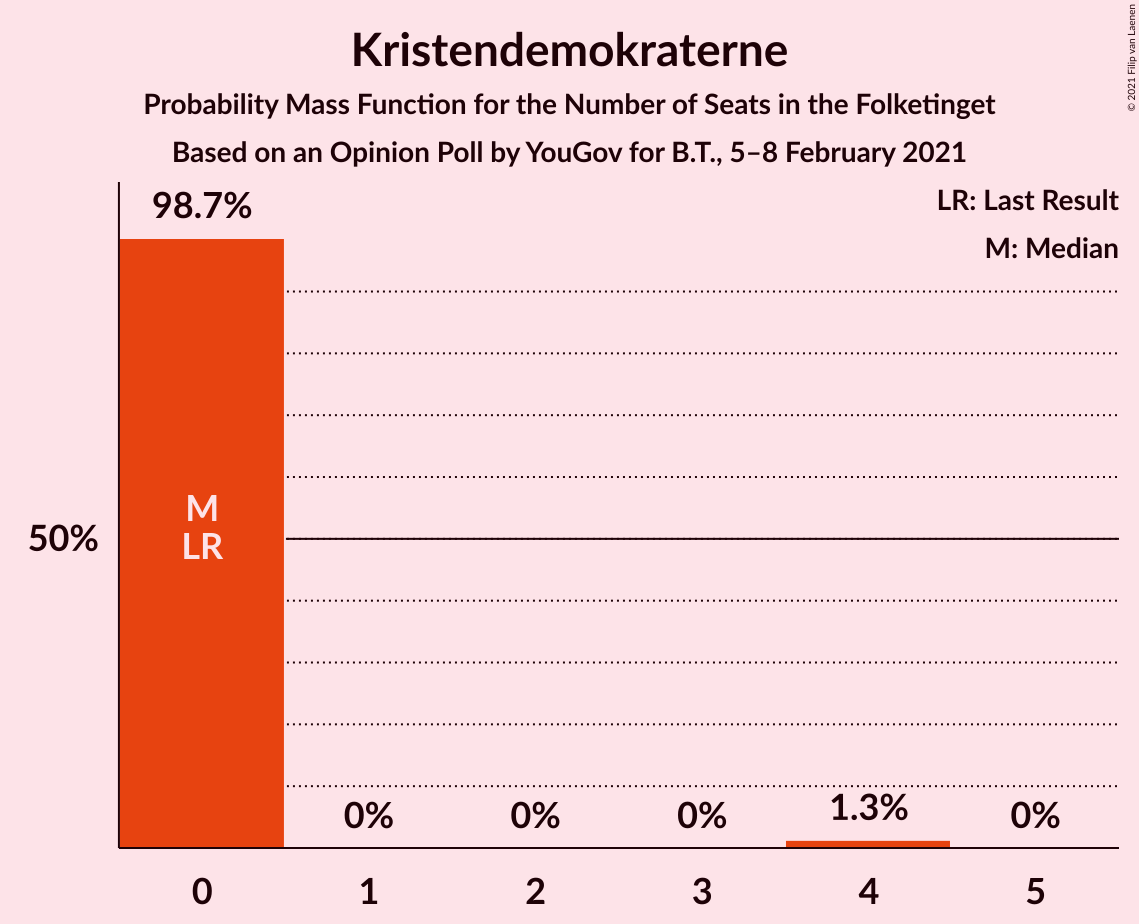 Kristendemokraterne
Probability Mass Function for the Number of Seats in the Folketinget
Based on an Opinion Poll by YouGov for B.T., 5–8 February 2021
© 2021 Filip van Laenen
LR: Last Result
M: Median
98.7%
M
LR
50%
0%
0%
0%
1.3%
0%
0
1
2
3
4
5